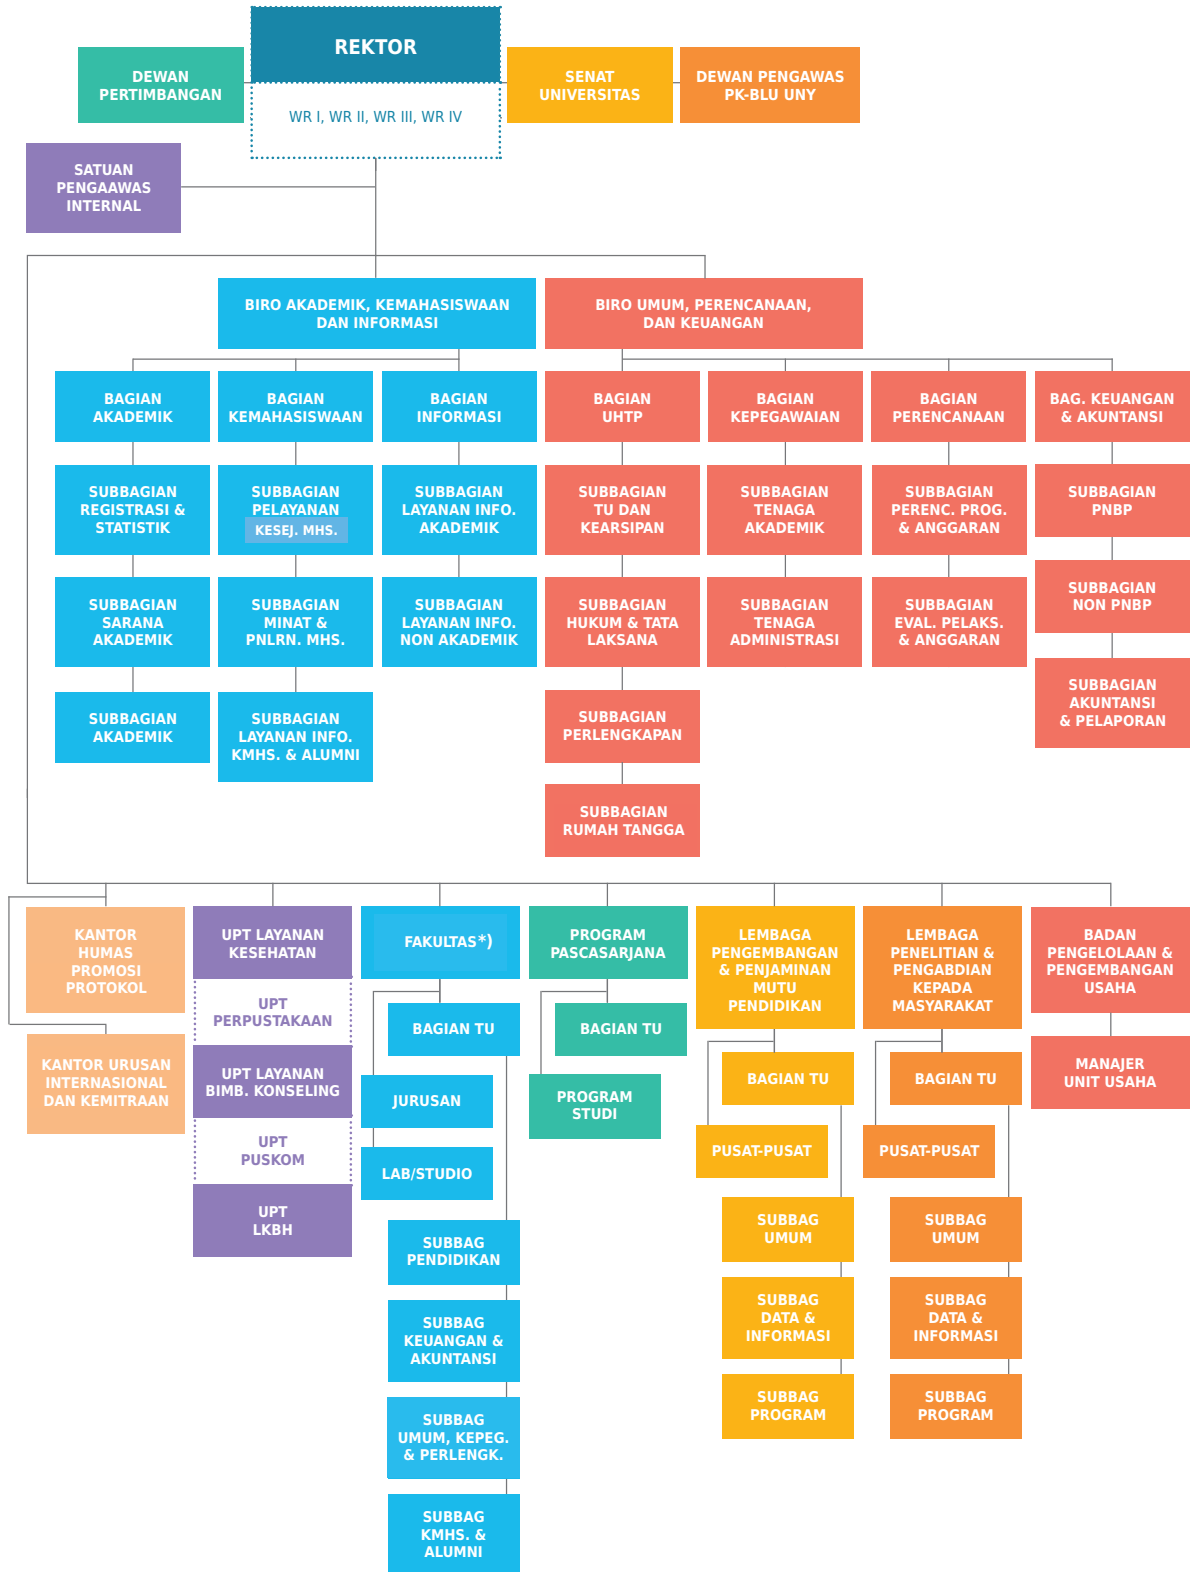 REKTOR
WR I, WR II, WR III, WR IV
DEWAN
PERTIMBANGAN
SENAT
UNIVERSITAS
DEWAN PENGAWAS
PK-BLU UNY
SATUAN
PENGAAWAS
INTERNAL
BIRO AKADEMIK, KEMAHASISWAAN
DAN INFORMASI
BIRO UMUM, PERENCANAAN,
DAN KEUANGAN
BAGIAN
AKADEMIK
BAGIAN
KEMAHASISWAAN
BAGIAN
INFORMASI
BAGIAN
UHTP
BAGIAN
KEPEGAWAIAN
BAGIAN
PERENCANAAN
BAG. KEUANGAN
& AKUNTANSI
SUBBAGIAN
REGISTRASI &
STATISTIK
SUBBAGIAN
PELAYANAN
KESEJ. MHS.
SUBBAGIAN
LAYANAN INFO.
AKADEMIK
SUBBAGIAN
TU DAN
KEARSIPAN
SUBBAGIAN
TENAGA
AKADEMIK
SUBBAGIAN
PERENC. PROG.
& ANGGARAN
SUBBAGIAN
PNBP
SUBBAGIAN
SARANA
AKADEMIK
SUBBAGIAN
MINAT &
PNLRN. MHS.
SUBBAGIAN
LAYANAN INFO.
NON AKADEMIK
SUBBAGIAN
HUKUM & TATA
LAKSANA
SUBBAGIAN
TENAGA
ADMINISTRASI
SUBBAGIAN
EVAL. PELAKS.
& ANGGARAN
SUBBAGIAN
NON PNBP
SUBBAGIAN
AKADEMIK
SUBBAGIAN
LAYANAN INFO.
KMHS. & ALUMNI
SUBBAGIAN
PERLENGKAPAN
SUBBAGIAN
AKUNTANSI
& PELAPORAN
SUBBAGIAN
RUMAH TANGGA
KANTOR
HUMAS
PROMOSI
PROTOKOL
KANTOR URUSAN
INTERNASIONAL
DAN KEMITRAAN
UPT LAYANAN
KESEHATAN
UPT
PERPUSTAKAAN
UPT LAYANAN
BIMB. KONSELING
UPT
PUSKOM
UPT
LKBH
FAKULTAS*)
BAGIAN TU
JURUSAN
LAB/STUDIO
SUBBAG
PENDIDIKAN
SUBBAG
KEUANGAN &
AKUNTANSI
SUBBAG
UMUM, KEPEG.
& PERLENGK.
SUBBAG
KMHS. &
ALUMNI
PROGRAM
PASCASARJANA
BAGIAN TU
PROGRAM
STUDI
LEMBAGA
PENGEMBANGAN
& PENJAMINAN
MUTU
PENDIDIKAN
BAGIAN TU
PUSAT-PUSAT
SUBBAG
UMUM
SUBBAG
DATA &
INFORMASI
SUBBAG
PROGRAM
LEMBAGA
PENELITIAN &
PENGABDIAN
KEPADA
MASYARAKAT
BAGIAN TU
PUSAT-PUSAT
SUBBAG
UMUM
SUBBAG
DATA &
INFORMASI
SUBBAG
PROGRAM
BADAN
PENGELOLAAN &
PENGEMBANGAN
USAHA
MANAJER
UNIT USAHA